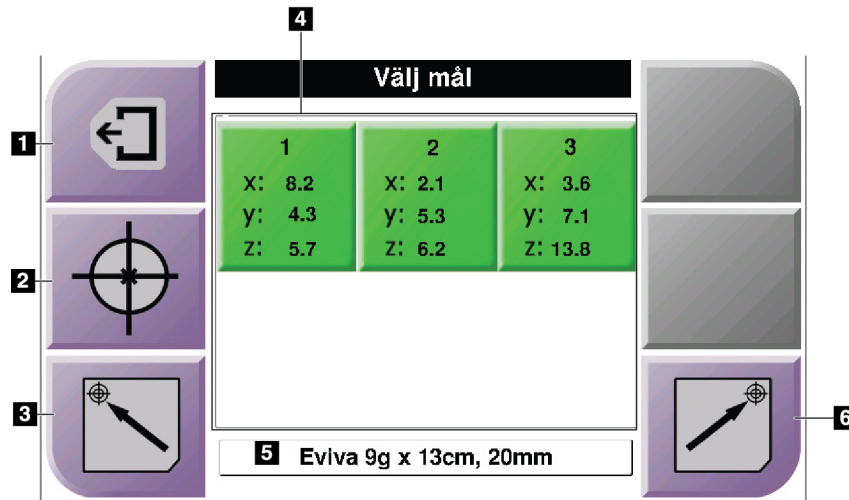 4
Välj mål
1
2
3
5
6
1 2 3
x: 8.2 x: 2.1 x: 3.6
y: 4.3 y: 5.3 y: 7.1
z: 5.7 z: 6.2 z: 13.8
Eviva 9g x 13cm, 20mm